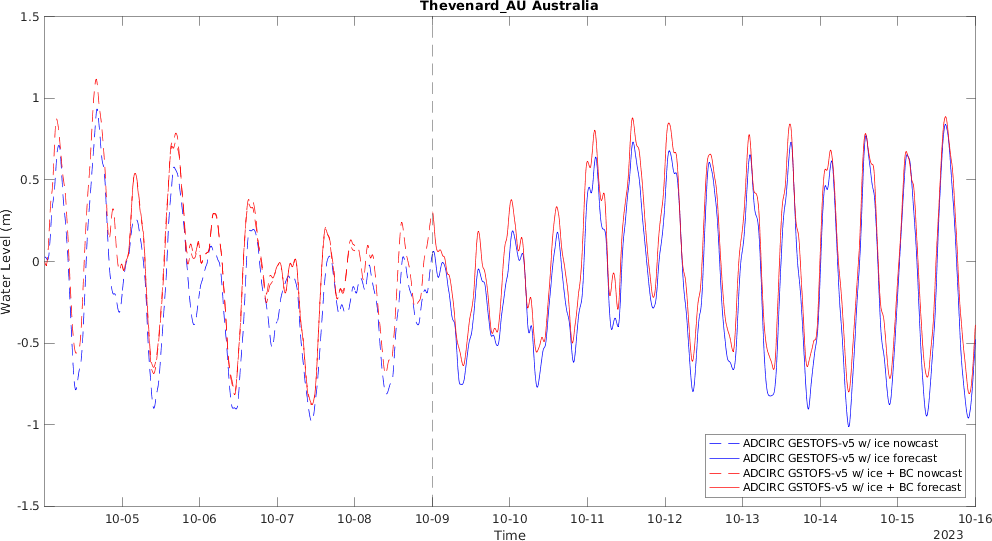 Thevenard_AU Australia
1.5
1
0.5
0
-0.5
-1
-1.5
Water Level (m)
10-05 10-06 10-07 10-08 10-09 10-10 10-11 10-12 10-13 10-14 10-15 10-16
Time
2023
ADCIRC GESTOFS-v5 w/ ice nowcast
ADCIRC GESTOFS-v5 w/ ice forecast
ADCIRC GSTOFS-v5 w/ ice + BC nowcast
ADCIRC GSTOFS-v5 w/ ice + BC forecast